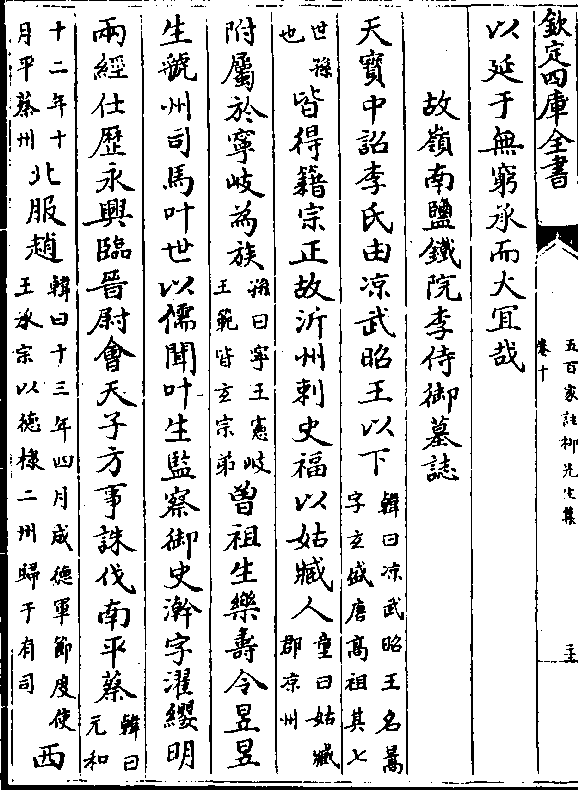 欽定四庫全書
五百家註柳先生集
卷十
三十
以延于無窮承而大宜哉
故嶺南鹽鐵院李侍御墓誌
天寶中詔李氏由涼武昭王以下韓曰涼武昭王名暠
字玄盛唐高祖其七
世孫
也皆得籍宗正故沂州刺史福以姑臧人童曰姑臧
郡涼州
附屬於寧岐為族孫曰寧王憲岐
王範皆玄宗弟曾祖生樂壽令昱昱
生虢州司馬叶世以儒聞叶生監察御史澣字濯纓明
兩經仕歷永興臨晉尉會天子方事誅伐南平蔡韓曰
元和
十二年十
月平蔡州北服趙韓曰十三年四月成德軍節度使
王承宗以德棣二州歸于有司西